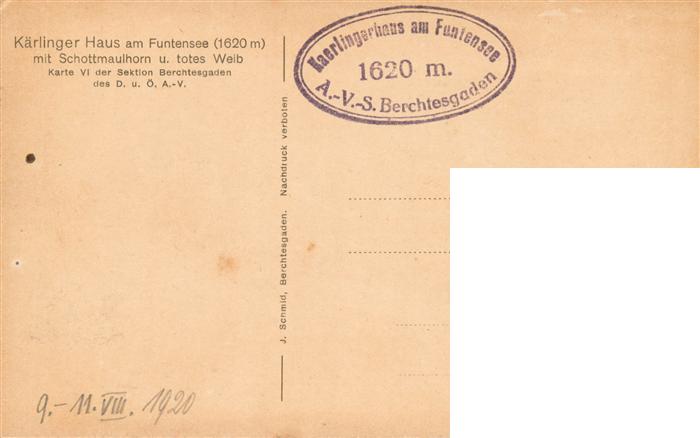 Kärlinger Haus am Funtensee (1620 m)
mit Schottmaulhorn u. totes Weib
Karte VI der Sektion Berchtesgaden
des D. u. Ö. A.-V.
Kaerlingerhaus am Funtensee
1620 m.
A.-V.-S. Berchtesgaden
J. Schmid, Berchtesgaden. Nachdruck verboten
9.-11.VIII. 1920